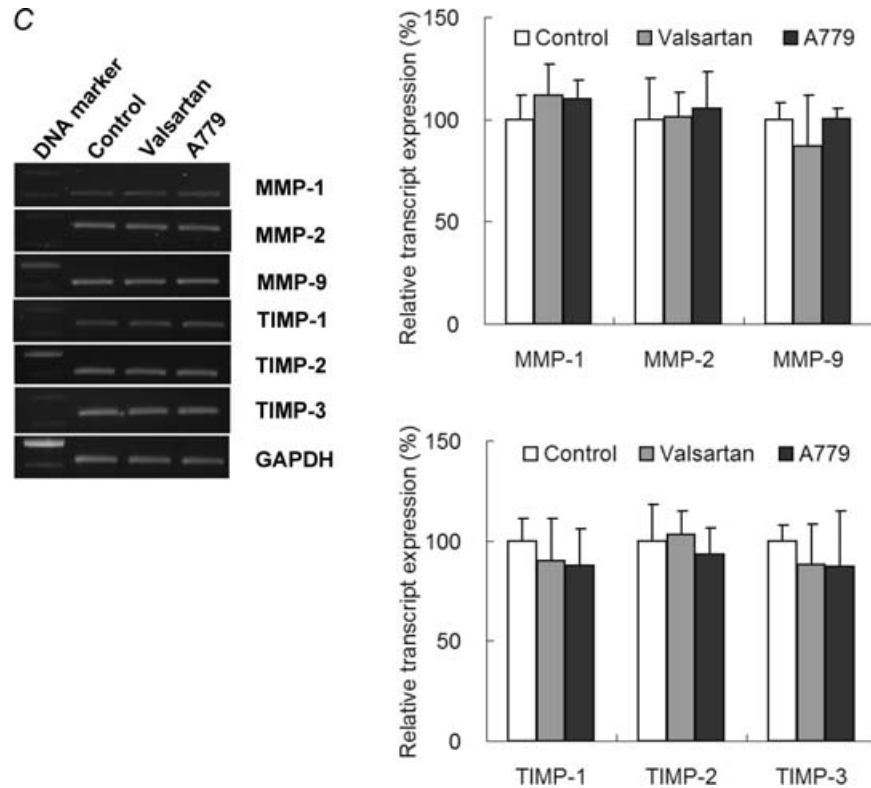 C
DNA marker
Control
Valsartan
A779
MMP-1
MMP-2
MMP-9
TIMP-1
TIMP-2
TIMP-3
GAPDH
Relative transcript expression (%)
150
100
50
0
Control Valsartan A779
MMP-1 MMP-2 MMP-9
Relative transcript expression (%)
150
100
50
0
Control Valsartan A779
TIMP-1 TIMP-2 TIMP-3